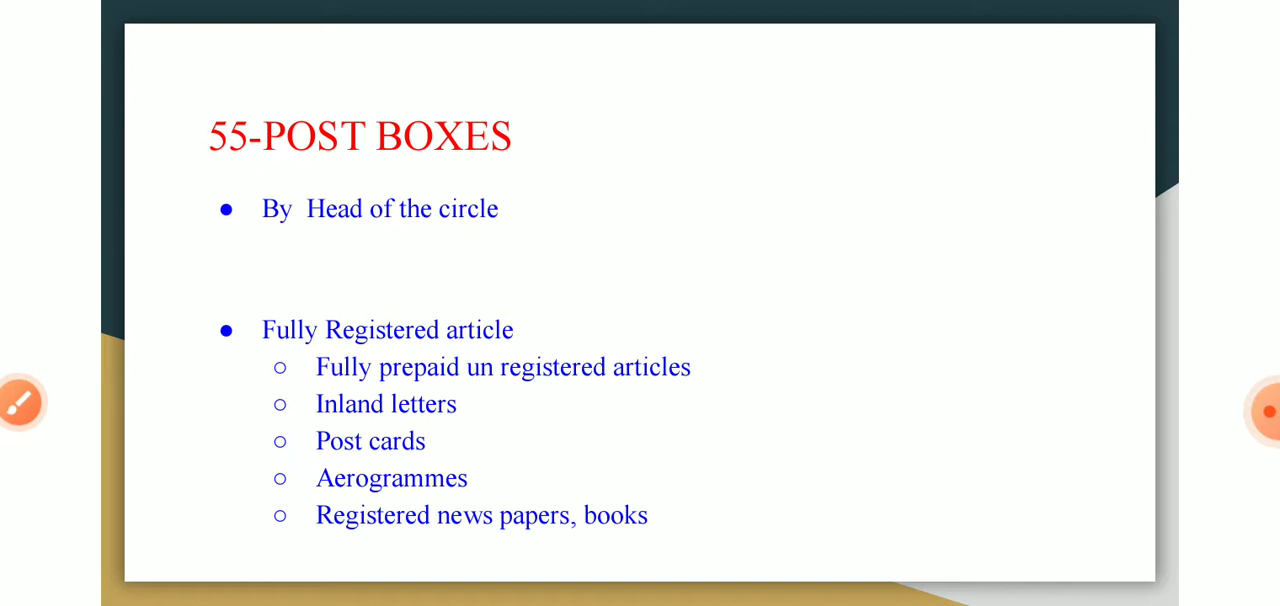 55-POST BOXES
● By Head of the circle
● Fully Registered article
○ Fully prepaid un registered articles
○ Inland letters
○ Post cards
○ Aerogrammes
○ Registered news papers, books